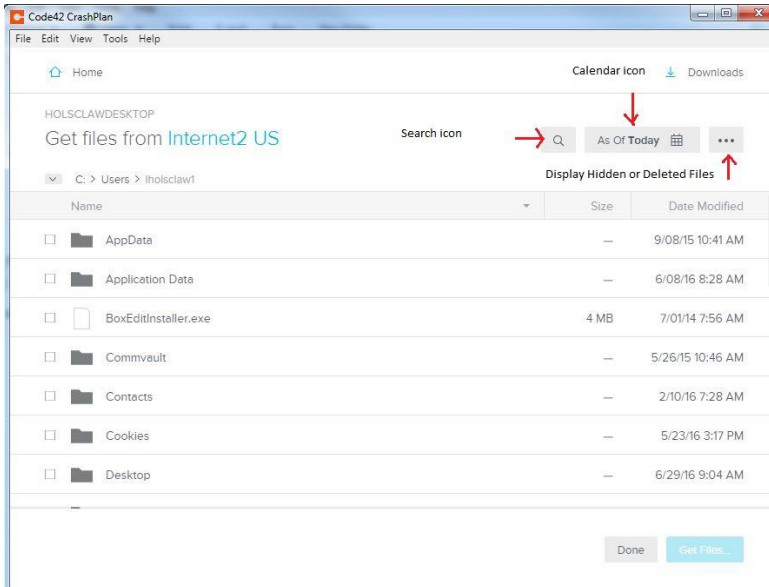 Code42 CrashPlan
File Edit View Tools Help
Home
Calendar icon
Downloads
HOLSCLAWDESKTOP
Get files from Internet2 US
Search icon
As Of Today
Display Hidden or Deleted Files
C: > Users > lholsclaw1
Name Size Date Modified
AppData — 9/08/15 10:41 AM
Application Data — 6/08/16 8:28 AM
BoxEditInstaller.exe 4 MB 7/01/14 7:56 AM
Commvault — 5/26/15 10:46 AM
Contacts — 2/10/16 7:28 AM
Cookies — 5/23/16 3:17 PM
Desktop — 6/29/16 9:04 AM
Done Get Files...